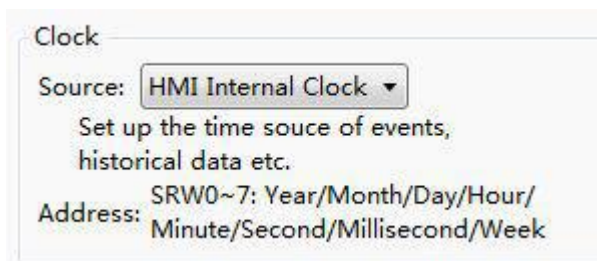 Clock
Source: HMI Internal Clock
Set up the time souce of events,
historical data etc.
Address: SRW0~7: Year/Month/Day/Hour/
Minute/Second/Millisecond/Week